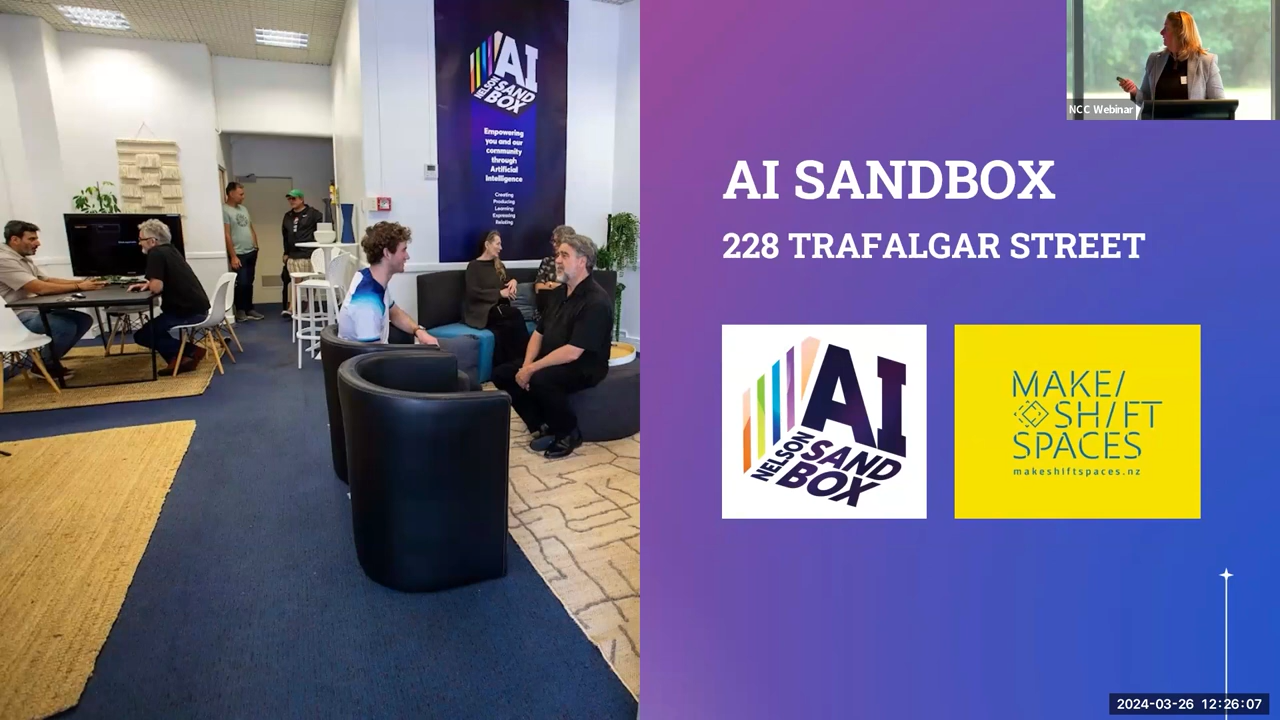 AI
NELSON
SAND
BOX
Empowering
you and our
community
through
Artificial
Intelligence
Creating
Producing
Learning
Expressing
Relating
NCC Webinar
AI SANDBOX
228 TRAFALGAR STREET
AI
NELSON
SAND
BOX
MAKE/
SH/FT
SPACES
makeshiftspaces.nz
2024-03-26 12:26:07